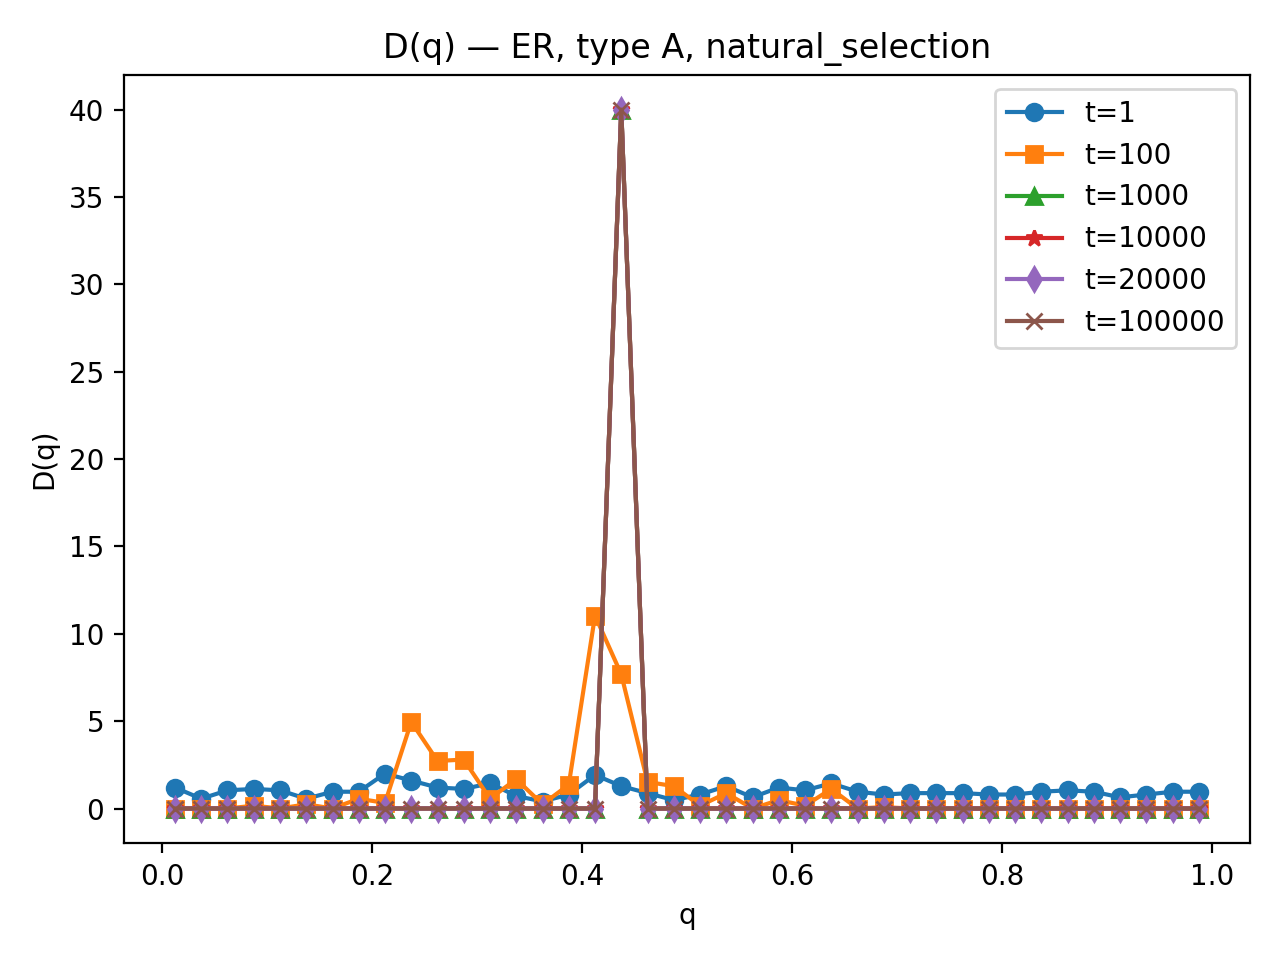 D(q) — ER, type A, natural_selection
D(q)
40
35
30
25
20
15
10
5
0
t=1
t=100
t=1000
t=10000
t=20000
t=100000
0.0 0.2 0.4 0.6 0.8 1.0
q